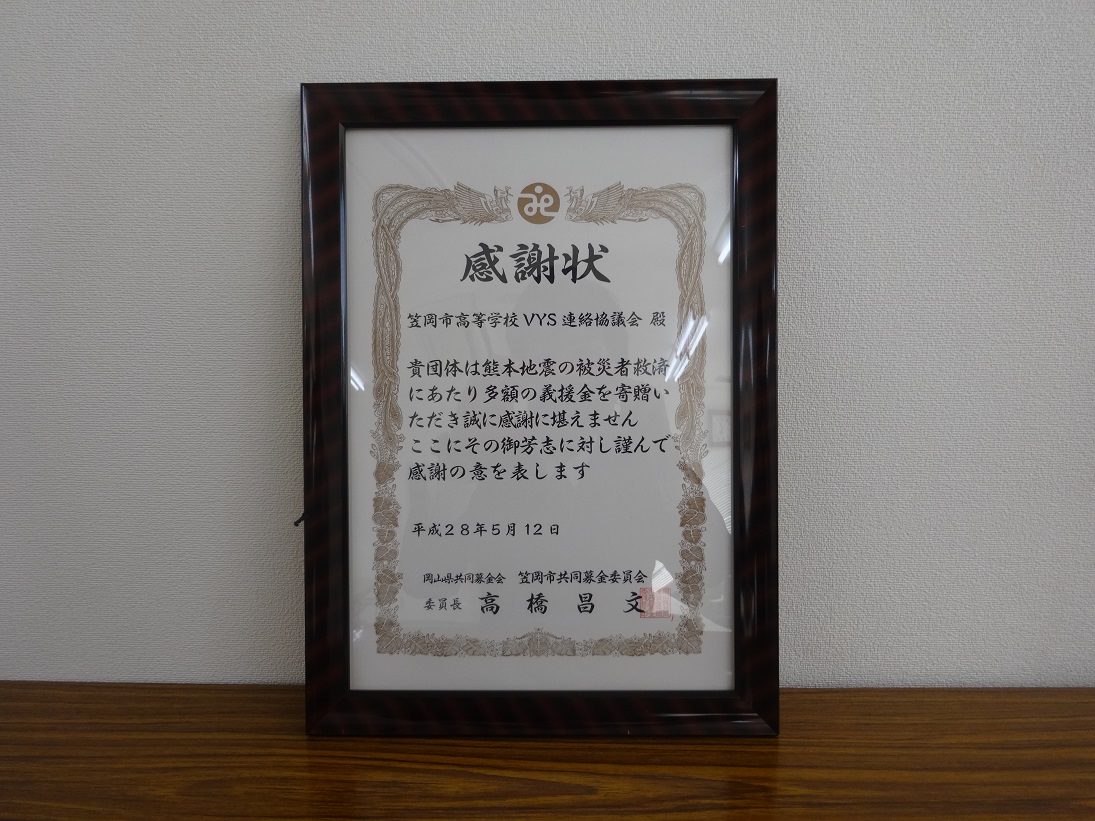 感謝状
笠岡市高等学校VYS連絡協議会 殿
貴団体は熊本地震の被災者救済
にあたり多額の義援金を寄贈い
ただき誠に感謝に堪えません
ここにその御芳志に対し謹んで
感謝の意を表します
平成28年5月12日
岡山県共同募金会 笠岡市共同募金委員会
委員長 高橋昌文